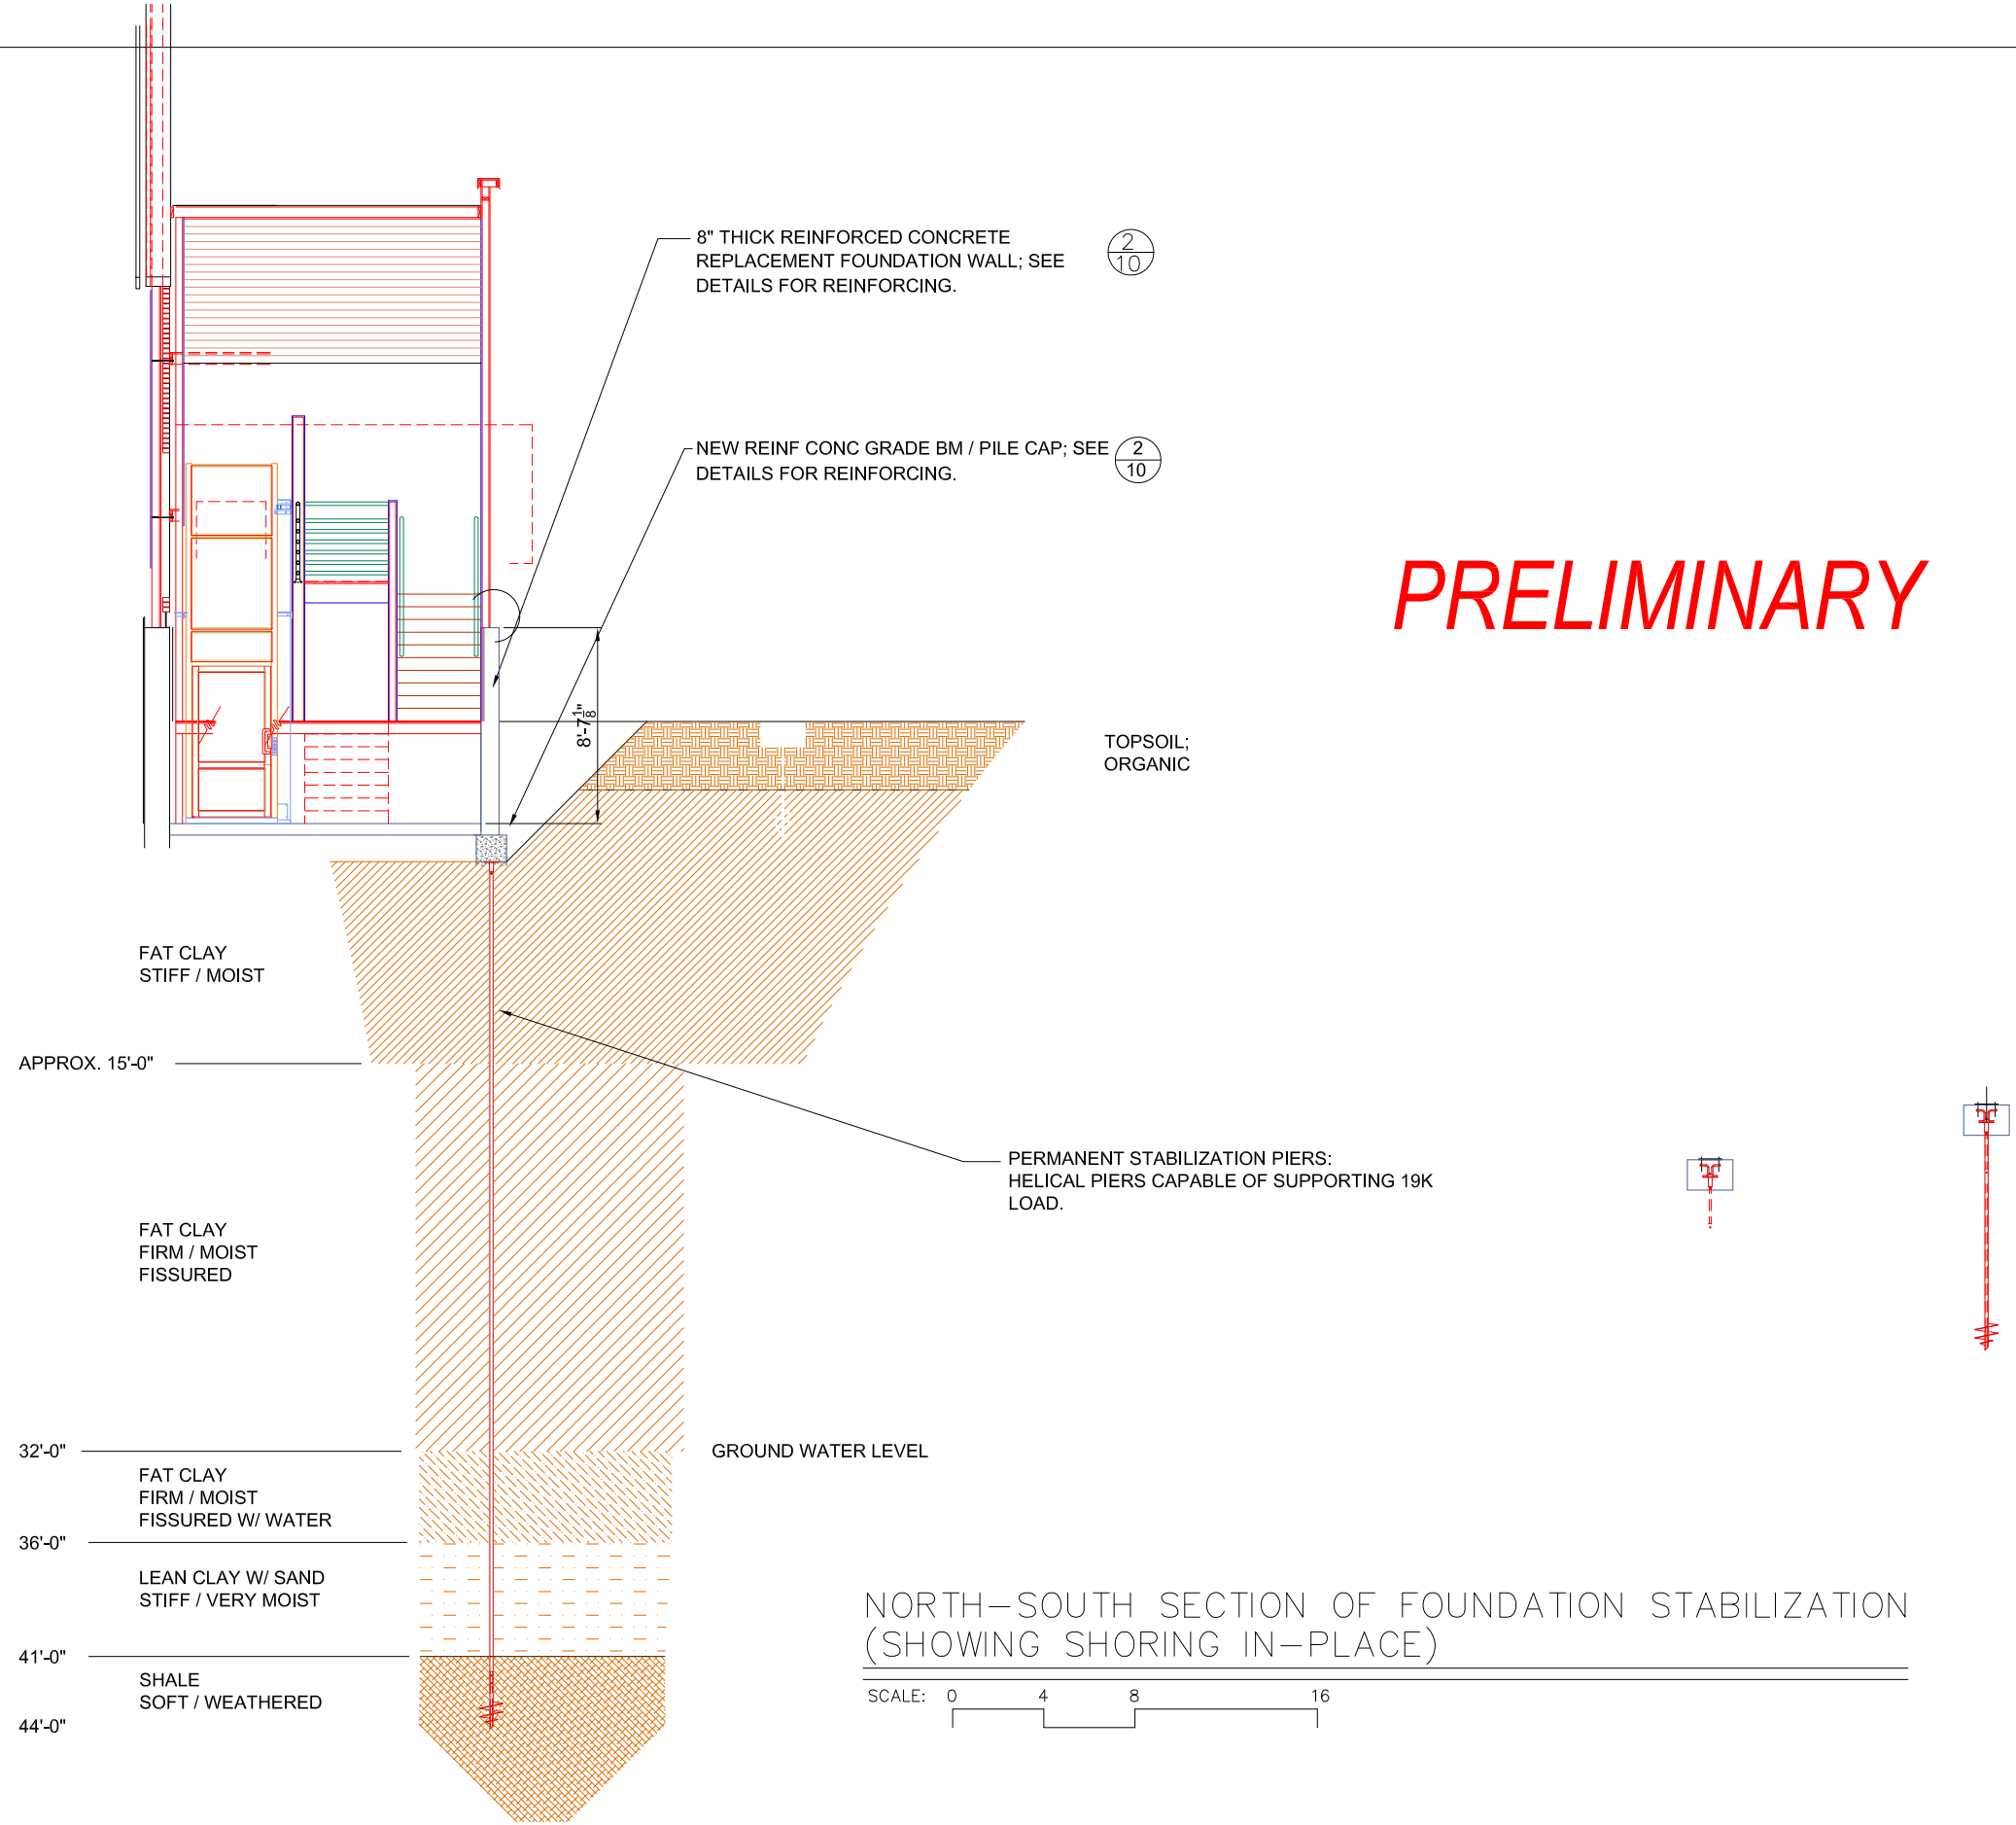 8" THICK REINFORCED CONCRETE
REPLACEMENT FOUNDATION WALL; SEE
DETAILS FOR REINFORCING.
2
10
NEW REINF CONC GRADE BM / PILE CAP; SEE
DETAILS FOR REINFORCING.
2
10
PRELIMINARY
8'-7 1/8"
TOPSOIL;
ORGANIC
FAT CLAY
STIFF / MOIST
APPROX. 15'-0"
PERMANENT STABILIZATION PIERS:
HELICAL PIERS CAPABLE OF SUPPORTING 19K
LOAD.
FAT CLAY
FIRM / MOIST
FISSURED
32'-0"
GROUND WATER LEVEL
FAT CLAY
FIRM / MOIST
FISSURED W/ WATER
36'-0"
LEAN CLAY W/ SAND
STIFF / VERY MOIST
41'-0"
SHALE
SOFT / WEATHERED
44'-0"
NORTH-SOUTH SECTION OF FOUNDATION STABILIZATION
(SHOWING SHORING IN-PLACE)
SCALE: 0 4 8 16